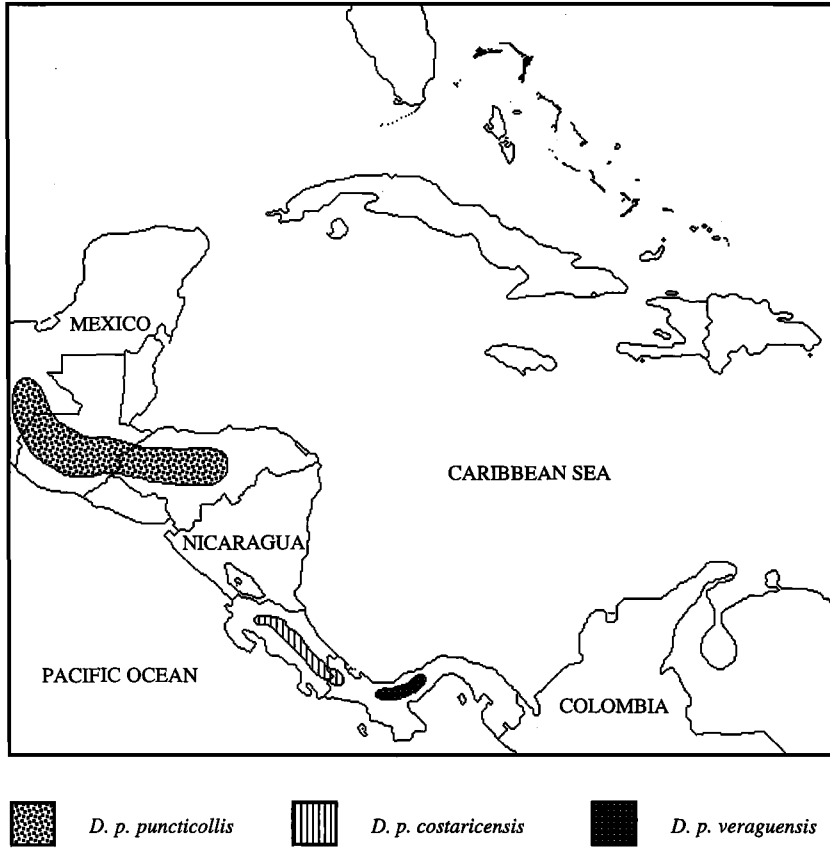 MEXICO
CARIBBEAN SEA
NICARAGUA
PACIFIC OCEAN
COLOMBIA
D. p. puncticollis
D. p. costaricensis
D. p. veraguensis